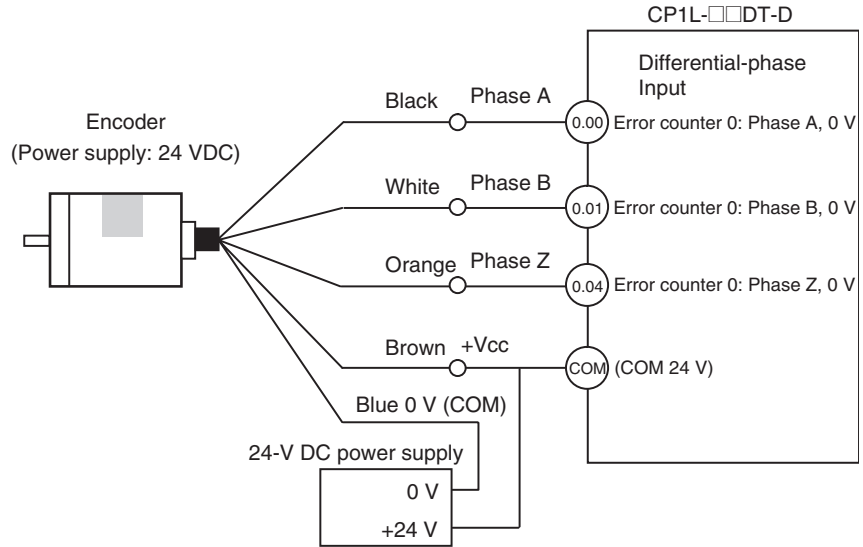 CP1L-□□DT-D
Differential-phase
Input
Encoder
(Power supply: 24 VDC)
Black
Phase A
0.00
Error counter 0: Phase A, 0 V
White
Phase B
0.01
Error counter 0: Phase B, 0 V
Orange
Phase Z
0.04
Error counter 0: Phase Z, 0 V
Brown
+Vcc
COM
(COM 24 V)
Blue 0 V (COM)
24-V DC power supply
0 V
+24 V